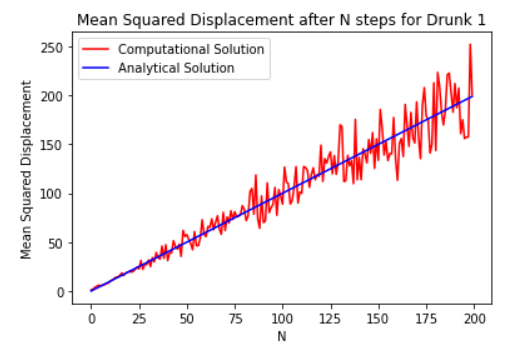 Mean Squared Displacement after N steps for Drunk 1
Computational Solution
Analytical Solution
Mean Squared Displacement
250
200
150
100
50
0
0 25 50 75 100 125 150 175 200
N